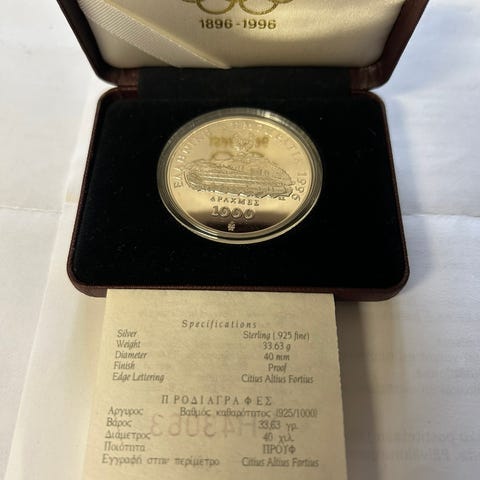 1896-1996
ΕΛΛΗΝΙΚΗ ΔΗΜΟΚΡΑΤΙΑ 1996
ΔΡΑΧΜΕΣ
1000
Specifications
Silver Sterling (.925 fine)
Weight 33.63 g
Diameter 40 mm
Finish Proof
Edge Lettering Citius Altius Fortius
ΠΡΟΔΙΑΓΡΑΦΕΣ
Αργυρος Βαθμός καθαρότητος (925/1000)
Βάρος 33,63 γρ.
Διάμετρος 40 χιλ.
Ποιότητα ΠΡΟΥΦ
Εγγραφή στην περίμετρο Citius Altius Fortius